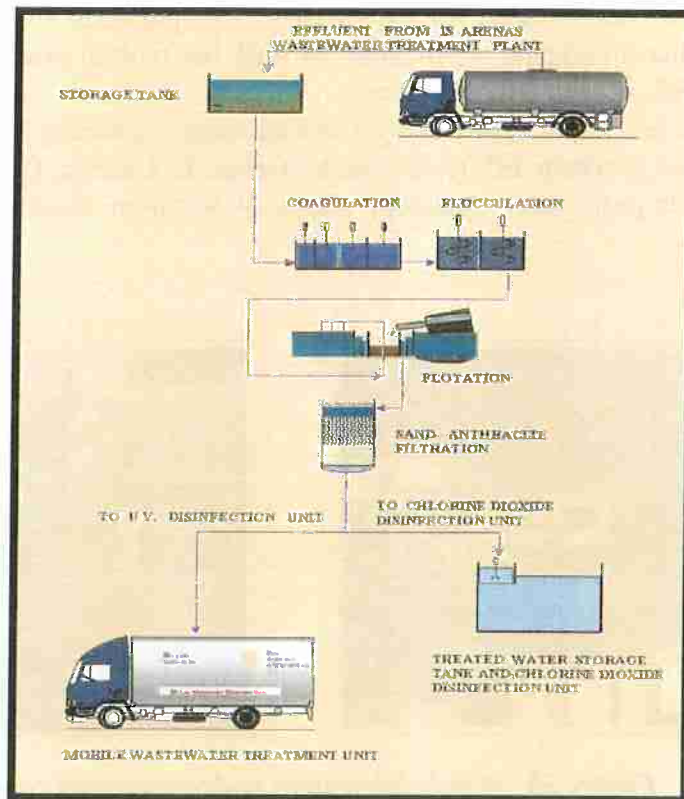 EFFLUENT FROM IS ARENAS
WASTEWATER TREATMENT PLANT
STORAGE TANK
COAGULATION
FLOCCULATION
FLOTATION
SAND ANTHRACITE
FILTRATION
TO U.V. DISINFECTION UNIT
TO CHLORINE DIOXIDE
DISINFECTION UNIT
TREATED WATER STORAGE
TANK AND CHLORINE DIOXIDE
DISINFECTION UNIT
MOBILE WASTEWATER TREATMENT UNIT